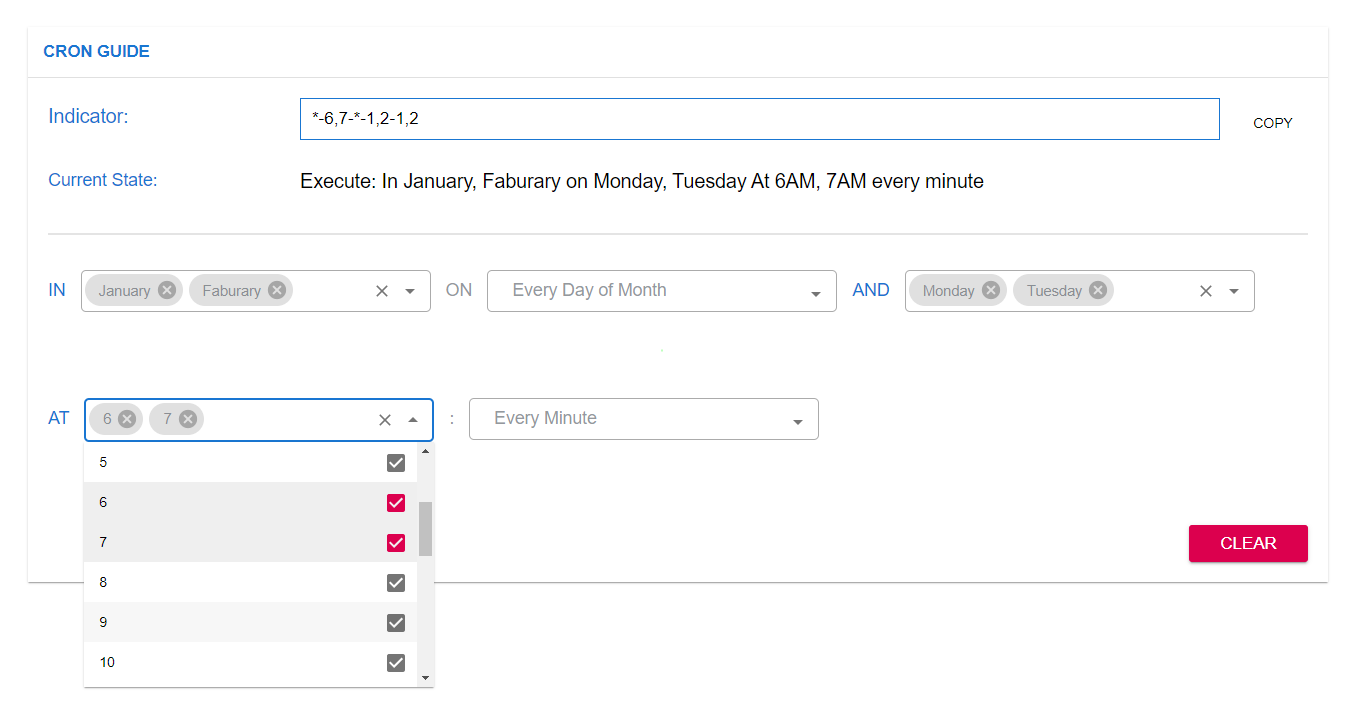 CRON GUIDE
Indicator: *-6,7-*-1,2-1,2 COPY
Current State: Execute: In January, Faburary on Monday, Tuesday At 6AM, 7AM every minute
IN January Faburary ON Every Day of Month AND Monday Tuesday
AT 6 7 : Every Minute
5
6
7
CLEAR
8
9
10